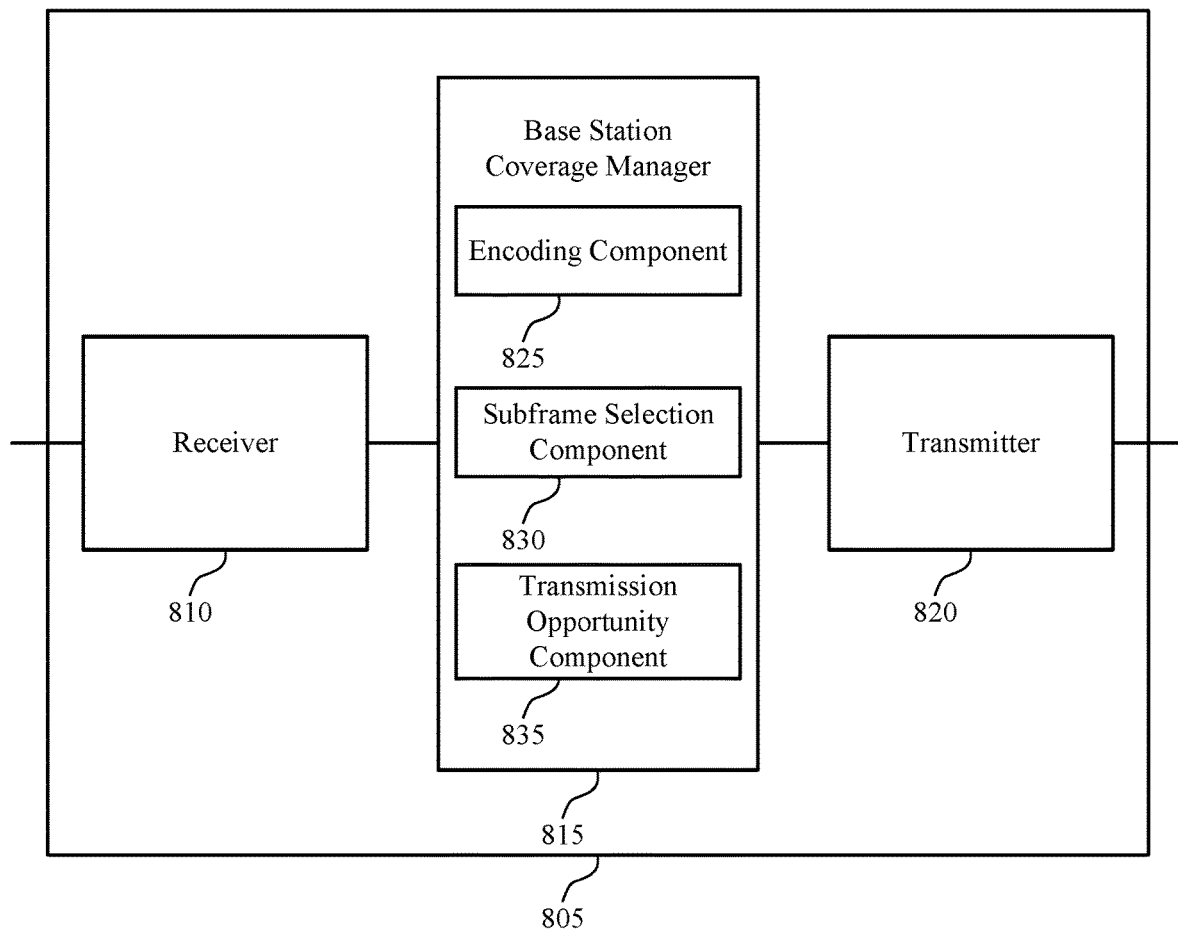 Base Station
Coverage Manager
Encoding Component
825
Receiver
810
Subframe Selection
Component
830
Transmission
Opportunity
Component
835
Transmitter
820
815
805